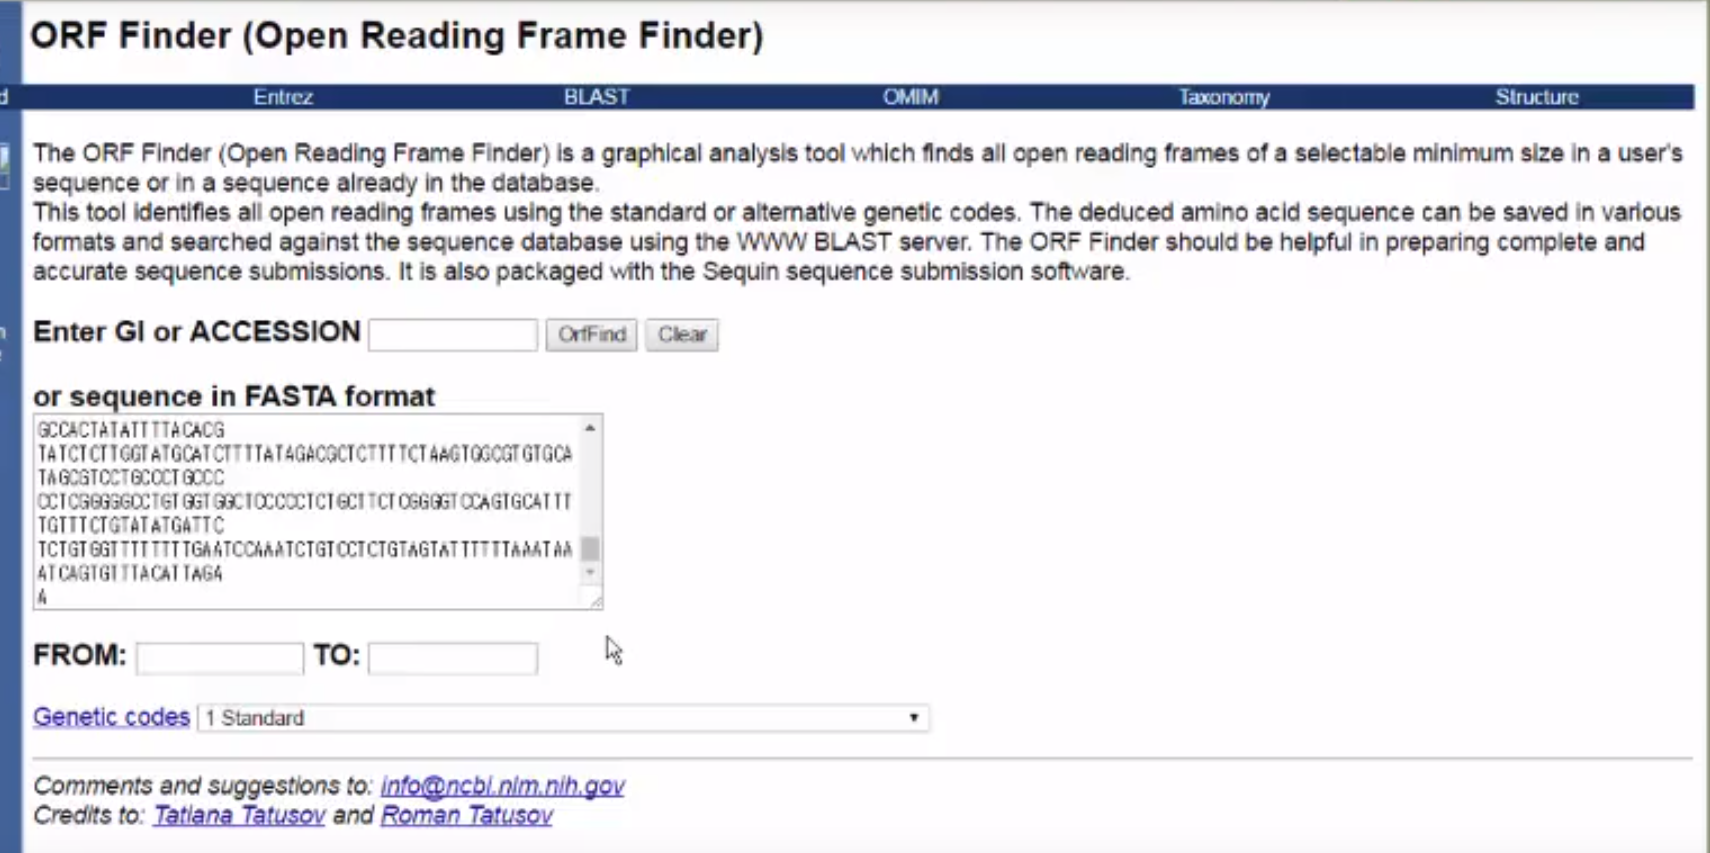 ORF Finder (Open Reading Frame Finder)
Entrez BLAST OMIM Taxonomy Structure
The ORF Finder (Open Reading Frame Finder) is a graphical analysis tool which finds all open reading frames of a selectable minimum size in a user's
sequence or in a sequence already in the database.
This tool identifies all open reading frames using the standard or alternative genetic codes. The deduced amino acid sequence can be saved in various
formats and searched against the sequence database using the WWW BLAST server. The ORF Finder should be helpful in preparing complete and
accurate sequence submissions. It is also packaged with the Sequin sequence submission software.
Enter GI or ACCESSION OrfFind Clear
or sequence in FASTA format
GCCACTATATTTTACACG
TATCTCTTGGTATGCATCTTTTATAGACGCTCTTTTCTAAGTGGCGTGTGCA
TAGCGTCCTGCCCTGCCC
CCTCGGGGGCCTGTGGTGGCTCCCCCTCTGCTTCTCGGGGTCCAGTGCATTT
TGTTTCTGTATATGATTC
TCTGTGGTTTTTTTTGAATCCAAATCTGTCCTCTGTAGTATTTTTTAAATAA
ATCAGTGTTTACATTAGA
A
FROM: TO:
Genetic codes 1 Standard
Comments and suggestions to: info@ncbi.nlm.nih.gov
Credits to: Tatiana Tatusov and Roman Tatusov